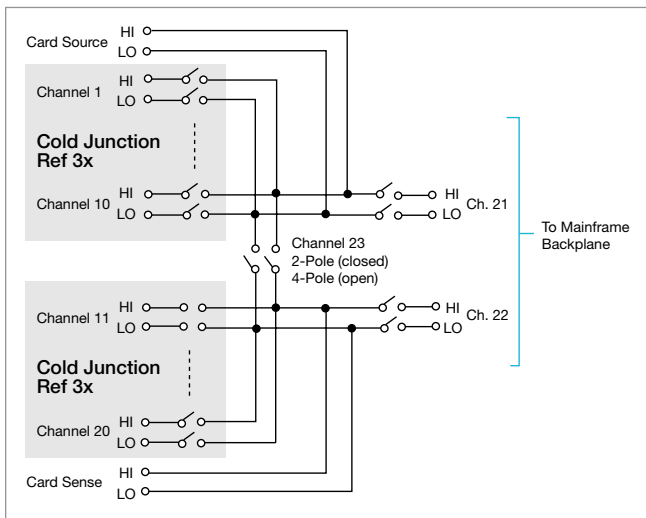 Card Source
HI
LO
Channel 1
HI
LO
Cold Junction
Ref 3x
Channel 10
HI
LO
HI
LO
Ch. 21
To Mainframe
Backplane
Channel 23
2-Pole (closed)
4-Pole (open)
Channel 11
HI
LO
HI
LO
Ch. 22
Cold Junction
Ref 3x
Channel 20
HI
LO
Card Sense
HI
LO